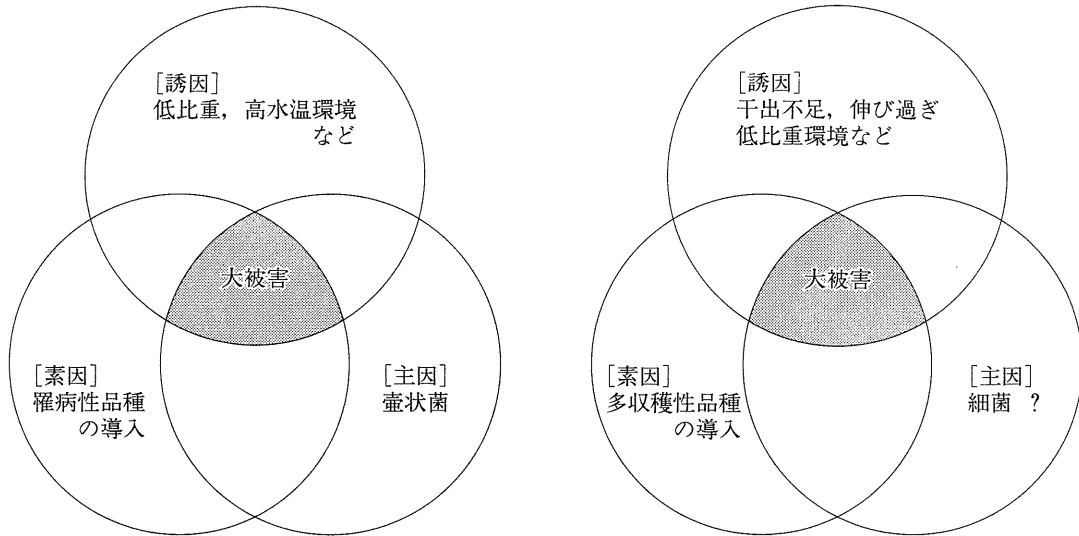 [誘因]
低比重，高水温環境
など
大被害
[素因]
罹病性品種
の導入
[主因]
壷状菌
[誘因]
干出不足，伸び過ぎ
低比重環境など
大被害
[素因]
多収穫性品種
の導入
[主因]
細菌 ?